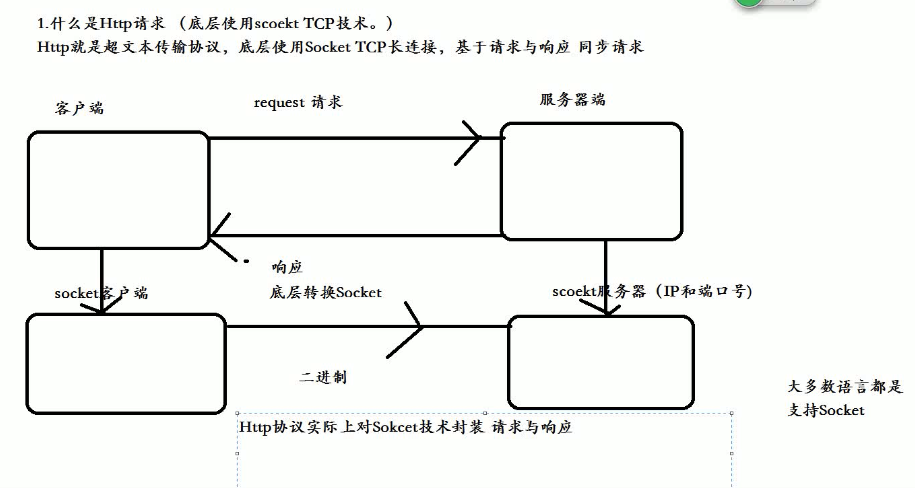 1.什么是Http请求 （底层使用scoekt TCP技术。）
Http就是超文本传输协议，底层使用Socket TCP长连接，基于请求与响应 同步请求
客户端
request 请求
服务器端
响应
底层转换Socket
socket客户端
scoekt服务器（IP和端口号)
二进制
大多数语言都是
支持Socket
Http协议实际上对Sokcet技术封装 请求与响应